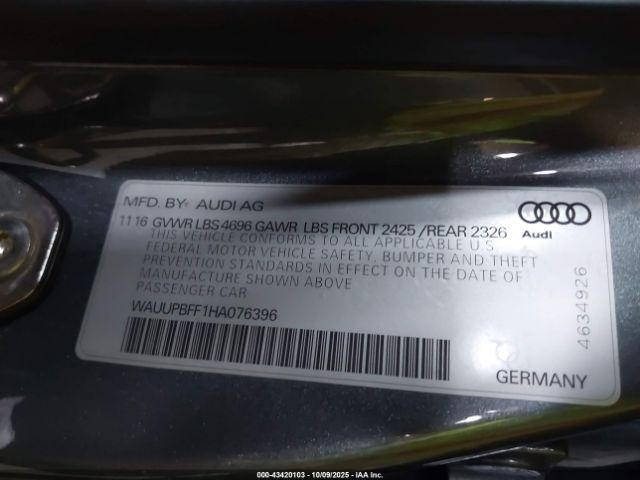 MFD. BY AUDI AG
11 16 GVWR LBS 4696 GAWR LBS FRONT 2425 /REAR 2326
THIS VEHICLE CONFORMS TO ALL APPLICABLE U.S
FEDERAL MOTOR VEHICLE SAFETY, BUMPER AND THEFT
PREVENTION STANDARDS IN EFFECT ON THE DATE OF
MANUFACTURE SHOWN ABOVE
PASSENGER CAR
WAUUPBFF1HA076396
Audi
4634926
GERMANY
000-43420103 | 10/09/2025 | IAA Inc.